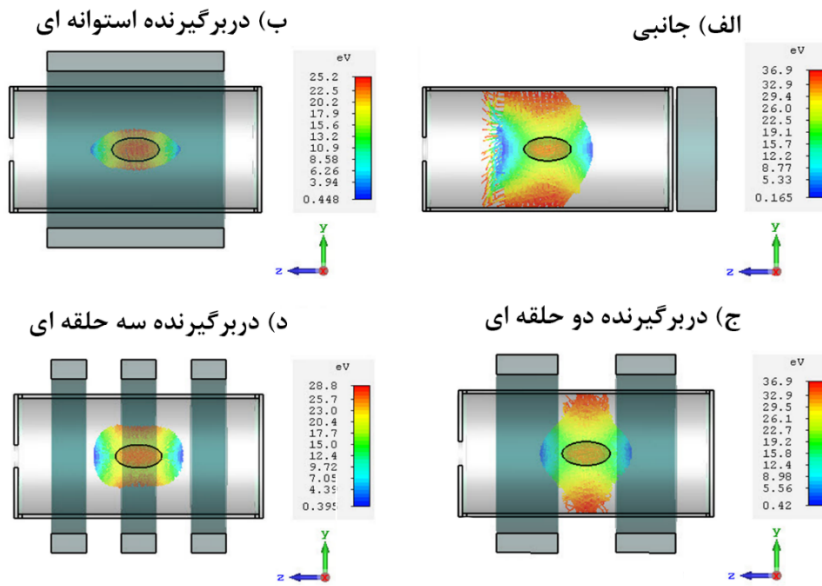 الف) جانبی
eV
36.9
32.9
29.4
26.0
22.5
19.1
15.7
12.2
8.77
5.33
0.165
y
z
x
ب) دربرگیرنده استوانه ای
eV
25.2
22.5
20.2
17.9
15.6
13.2
10.9
8.58
6.26
3.94
0.448
y
z
x
ج) دربرگیرنده دو حلقه ای
eV
36.9
29.5
26.1
22.7
19.2
15.8
12.4
8.98
5.56
0.42
y
z
x
د) دربرگیرنده سه حلقه ای
eV
28.8
25.7
23.0
20.4
17.7
15.0
12.4
9.72
7.05
4.39
0.395
y
z
x